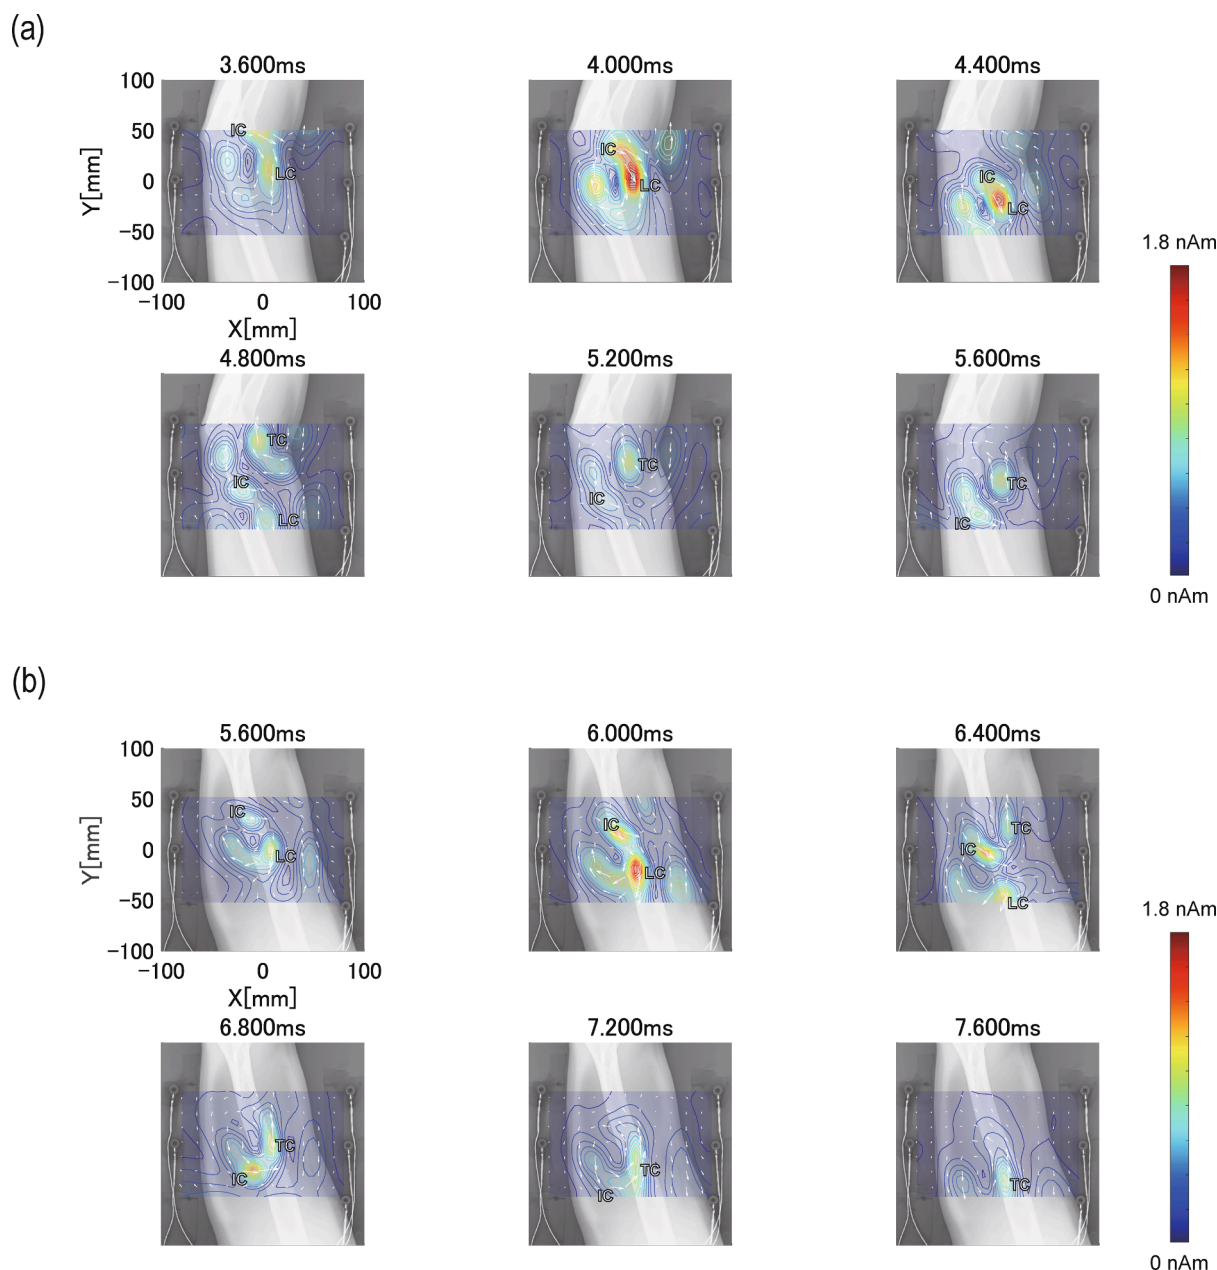 (a)
3.600ms 4.000ms 4.400ms
100
50
0
−50
−100
Y[mm]
IC
LC
IC
LC
IC
LC
−100 0 100
X[mm]
1.8 nAm
0 nAm
4.800ms 5.200ms 5.600ms
TC
IC
LC
TC
IC
TC
IC
(b)
5.600ms 6.000ms 6.400ms
100
50
0
−50
−100
Y[mm]
IC
LC
IC
LC
TC
IC
LC
−100 0 100
X[mm]
1.8 nAm
0 nAm
6.800ms 7.200ms 7.600ms
TC
IC
TC
IC
TC